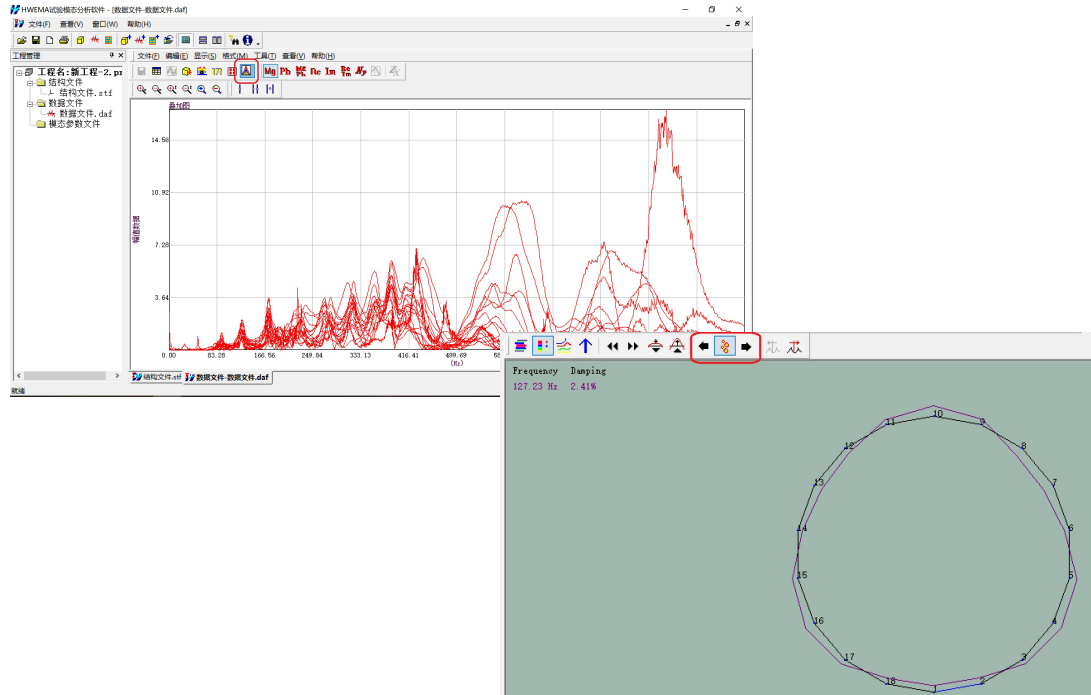 HWEMA试验模态分析软件 - [数据文件-数据文件.daf]
文件(F) 查看(V) 窗口(W) 帮助(H)
工程管理
文件(F) 编辑(E) 显示(S) 格式(M) 工具(T) 查看(V) 帮助(H)
工程名:新工程-2.pr
结构文件
结构文件.stf
数据文件
数据文件.daf
模态参数文件
Mg Ph Re Im Ny
叠加图
幅值数据
14.56
10.92
7.28
3.64
0.00 83.28 166.56 249.84 333.13 416.41 499.69
(Hz)
结构文件.stf 数据文件-数据文件.daf
就绪
Frequency Damping
127.23 Hz 2.41%
10
11 9
12 8
13 7
14 6
15 5
16 4
17 3
18 1 2